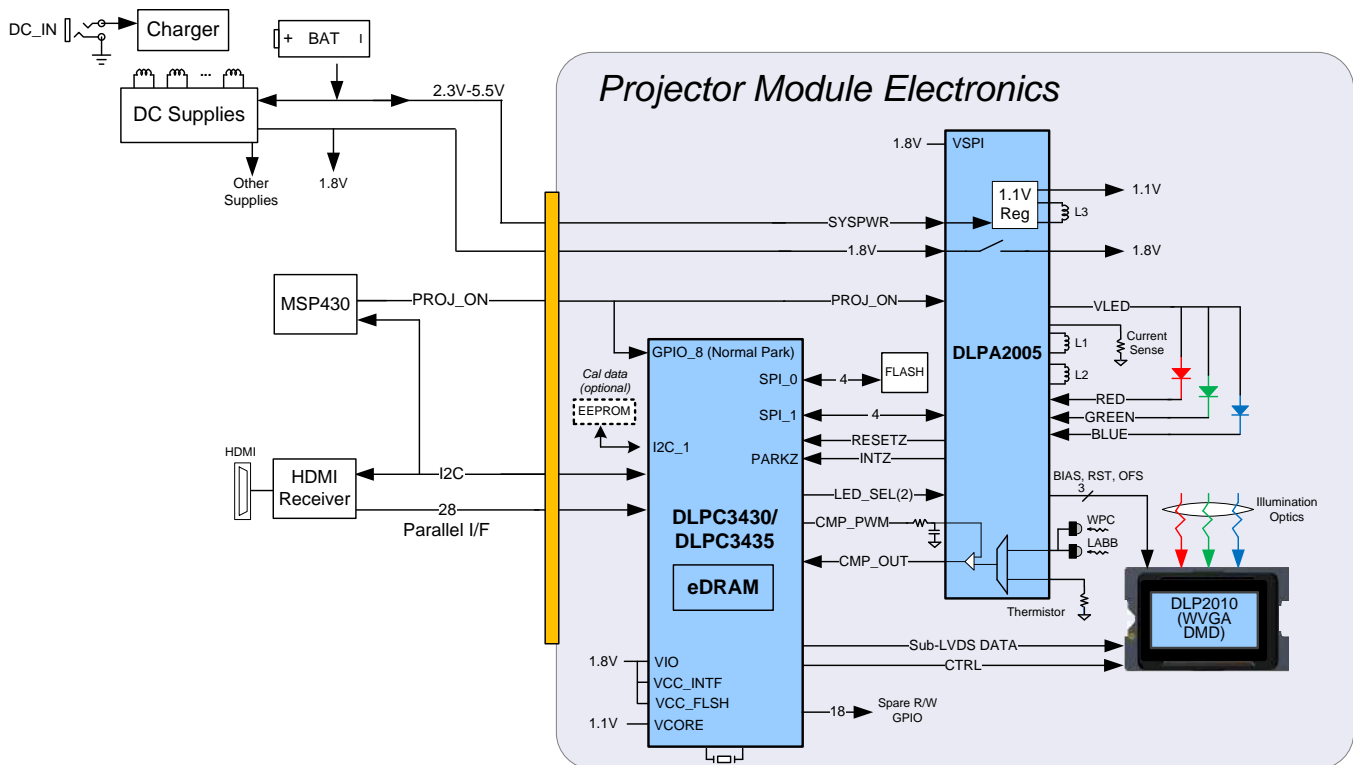 DC_IN
Charger
+ BAT I
DC Supplies
2.3V-5.5V
Other
Supplies
1.8V
Projector Module Electronics
1.8V
VSPI
1.1V
Reg
1.1V
L3
SYSPWR
1.8V
1.8V
MSP430
PROJ_ON
PROJ_ON
VLED
Current
Sense
L1
L2
DLPA2005
GPIO_8 (Normal Park)
Cal data
(optional)
EEPROM
SPI_0
4
FLASH
SPI_1
4
RED
GREEN
BLUE
RESETZ
I2C_1
PARKZ
INTZ
HDMI
HDMI
Receiver
I2C
28
Parallel I/F
LED_SEL(2)
BIAS, RST, OFS
3
Illumination
Optics
DLPC3430/
DLPC3435
CMP_PWM
WPC
LABB
CMP_OUT
eDRAM
Thermistor
DLP2010
(WVGA
DMD)
Sub-LVDS DATA
CTRL
1.8V
VIO
VCC_INTF
VCC_FLSH
1.1V
VCORE
18
Spare R/W
GPIO